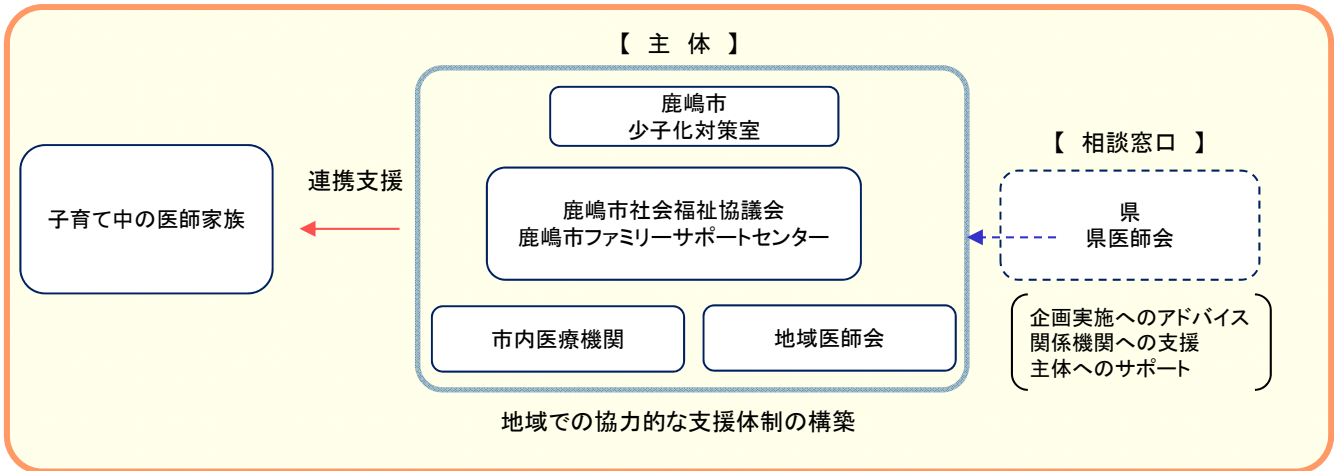 【 主 体 】
鹿嶋市
少子化対策室
【 相談窓口 】
連携支援
子育て中の医師家族
鹿嶋市社会福祉協議会
鹿嶋市ファミリーサポートセンター
県
県医師会
市内医療機関
地域医師会
企画実施へのアドバイス
関係機関への支援
主体へのサポート
地域での協力的な支援体制の構築